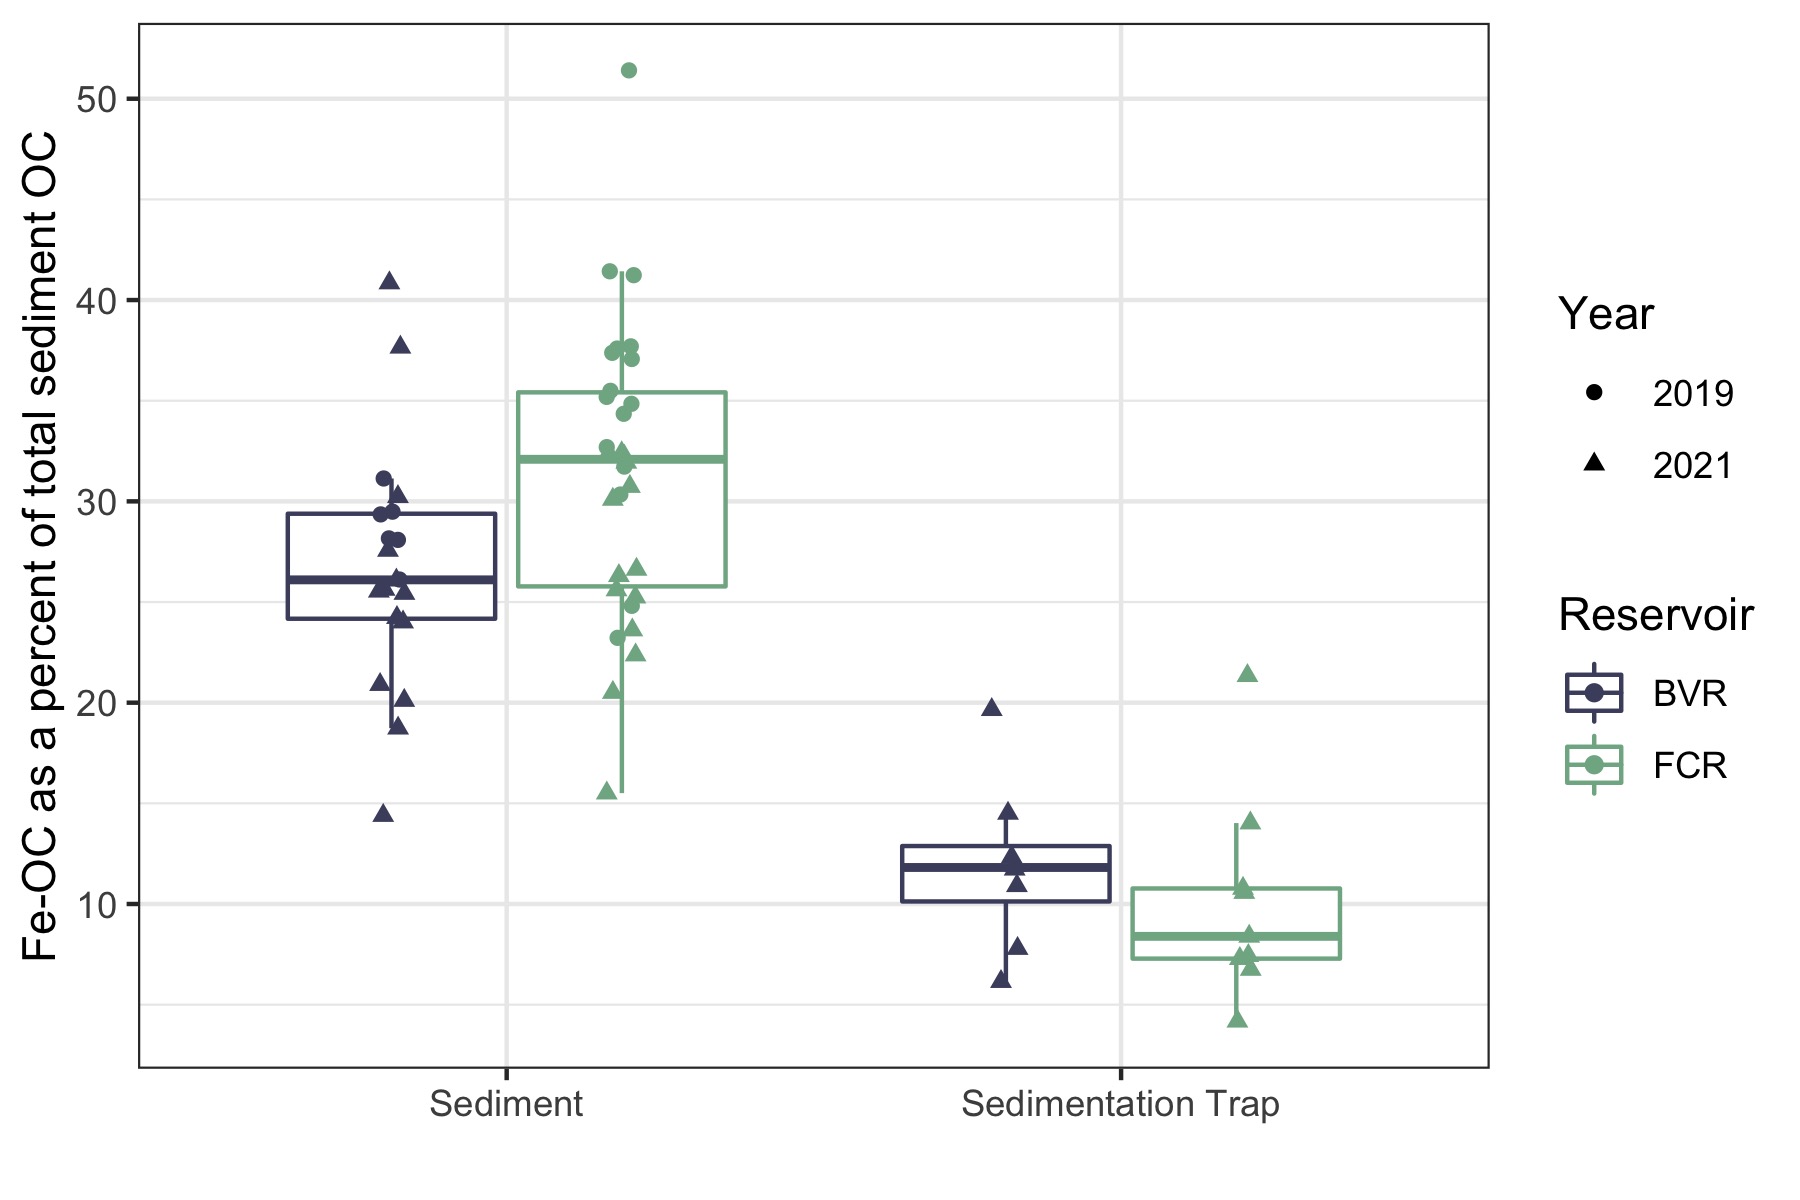 Fe-OC as a percent of total sediment OC
50
40
30
20
10
Sediment
Sedimentation Trap
Year
2019
2021
Reservoir
BVR
FCR